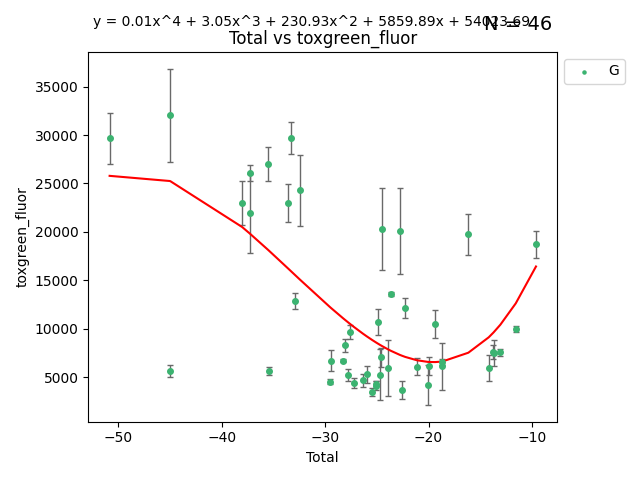 y = 0.01x^4 + 3.05x^3 + 230.93x^2 + 5859.89x + 54023.69
N = 46
Total vs toxgreen_fluor
G
35000
30000
25000
20000
15000
10000
5000
toxgreen_fluor
−50 −40 −30 −20 −10
Total